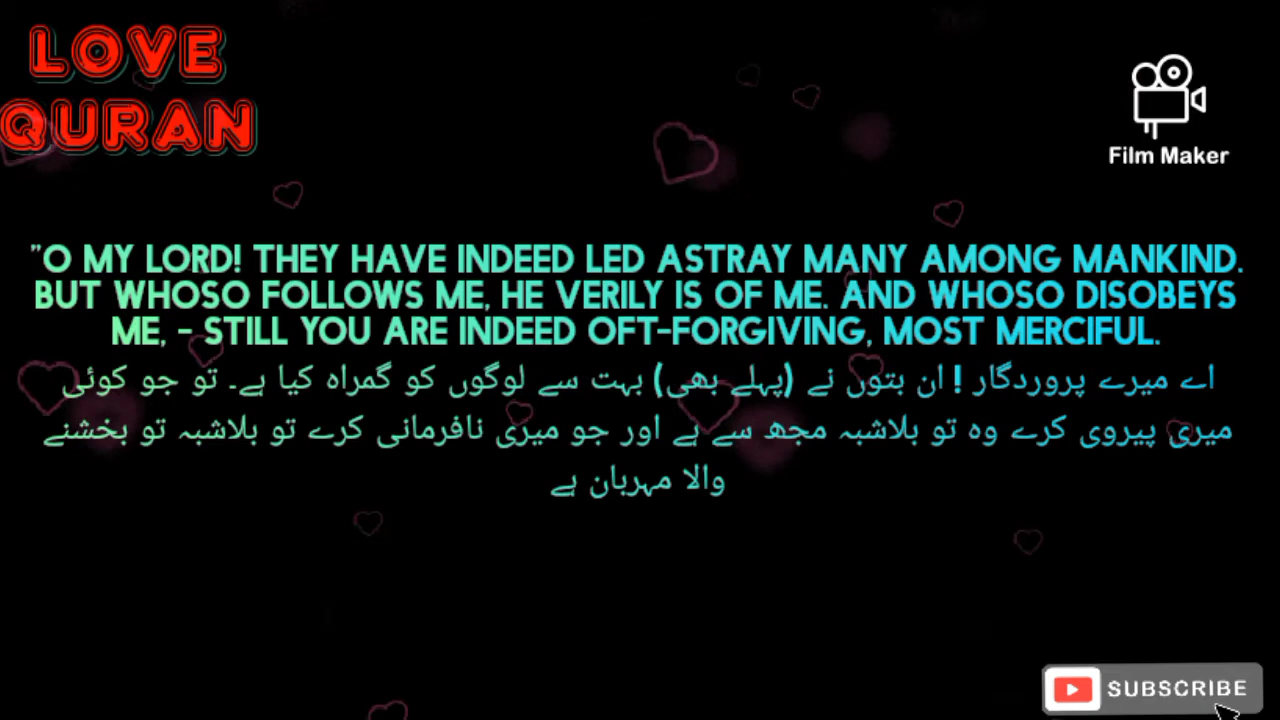 LOVE
QURAN
Film Maker
"O MY LORD! THEY HAVE INDEED LED ASTRAY MANY AMONG MANKIND.
BUT WHOSO FOLLOWS ME, HE VERILY IS OF ME. AND WHOSO DISOBEYS
ME, - STILL YOU ARE INDEED OFT-FORGIVING, MOST MERCIFUL.
اے میرے پروردگار ! ان بتوں نے (پہلے بھی) بہت سے لوگوں کو گمراہ کیا ہے۔ تو جو کوئی
میری پیروی کرے وہ تو بلاشبہ مجھ سے ہے اور جو میری نافرمانی کرے تو بلاشبہ تو بخشنے
والا مہربان ہے
SUBSCRIBE